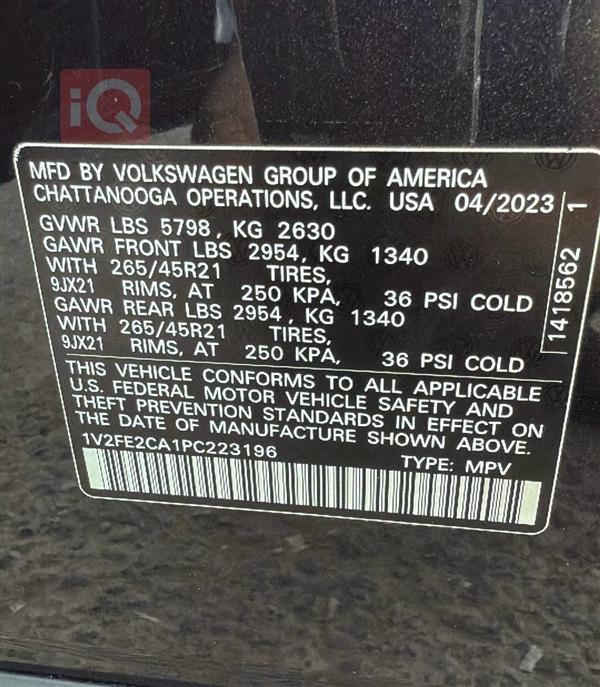 iQ
MFD BY VOLKSWAGEN GROUP OF AMERICA
CHATTANOOGA OPERATIONS, LLC. USA 04/2023
GVWR LBS 5798, KG 2630
GAWR FRONT LBS 2954, KG 1340
WITH 265/45R21 TIRES,
9JX21 RIMS, AT 250 KPA, 36 PSI COLD
GAWR REAR LBS 2954, KG 1340
WITH 265/45R21 TIRES,
9JX21 RIMS, AT 250 KPA, 36 PSI COLD
1418562 1
THIS VEHICLE CONFORMS TO ALL APPLICABLE
U.S. FEDERAL MOTOR VEHICLE SAFETY AND
THEFT PREVENTION STANDARDS IN EFFECT ON
THE DATE OF MANUFACTURE SHOWN ABOVE.
1V2FE2CA1PC223196 TYPE: MPV